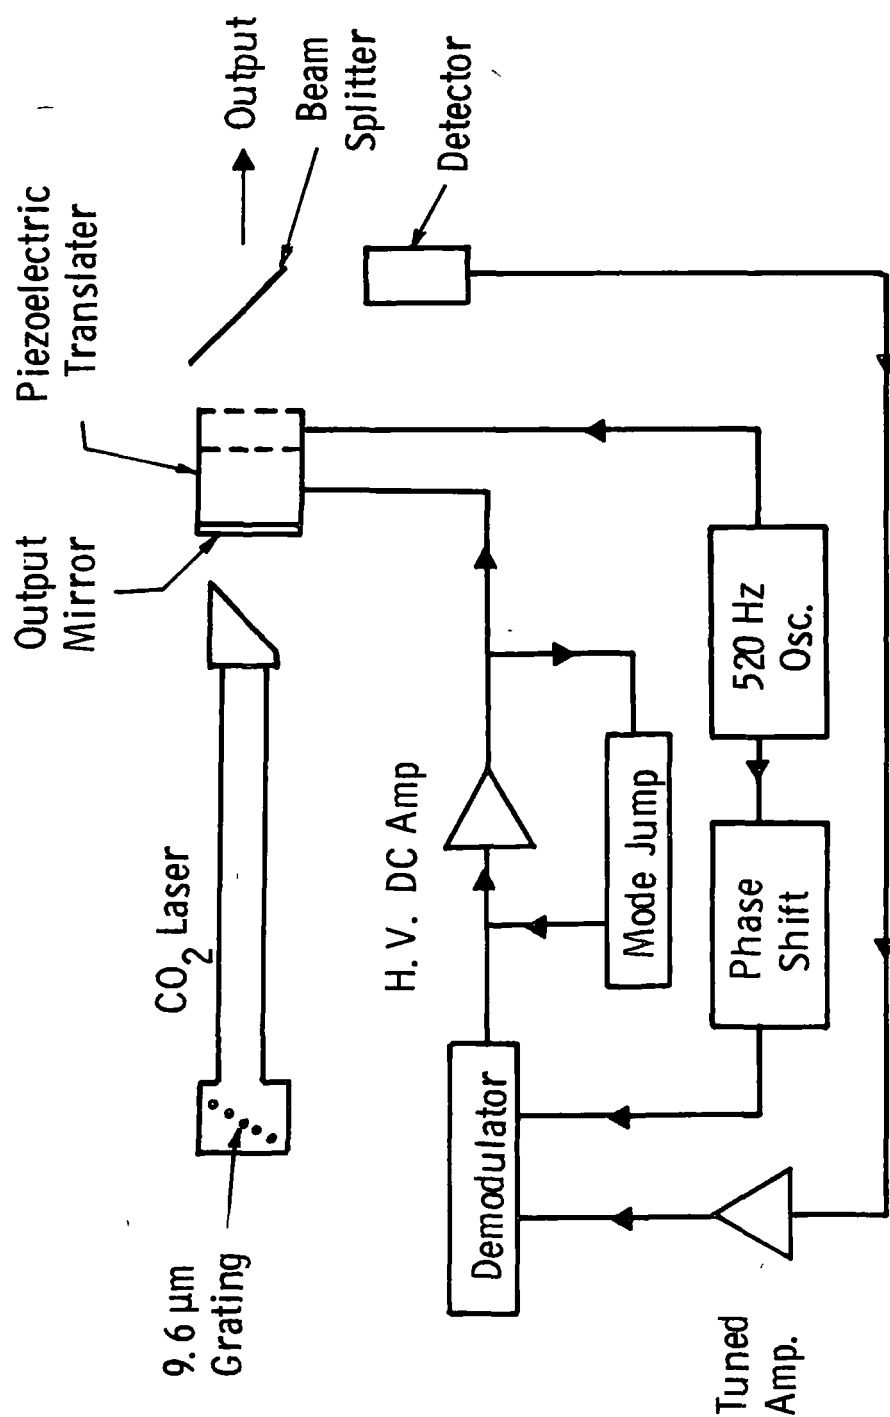 9.6 μm
Grating
CO2 Laser
Output
Mirror
Piezoelectric
Translater
Output
Beam
Splitter
Detector
H. V. DC Amp
Mode Jump
Demodulator
Phase
Shift
520 Hz
Osc.
Tuned
Amp.